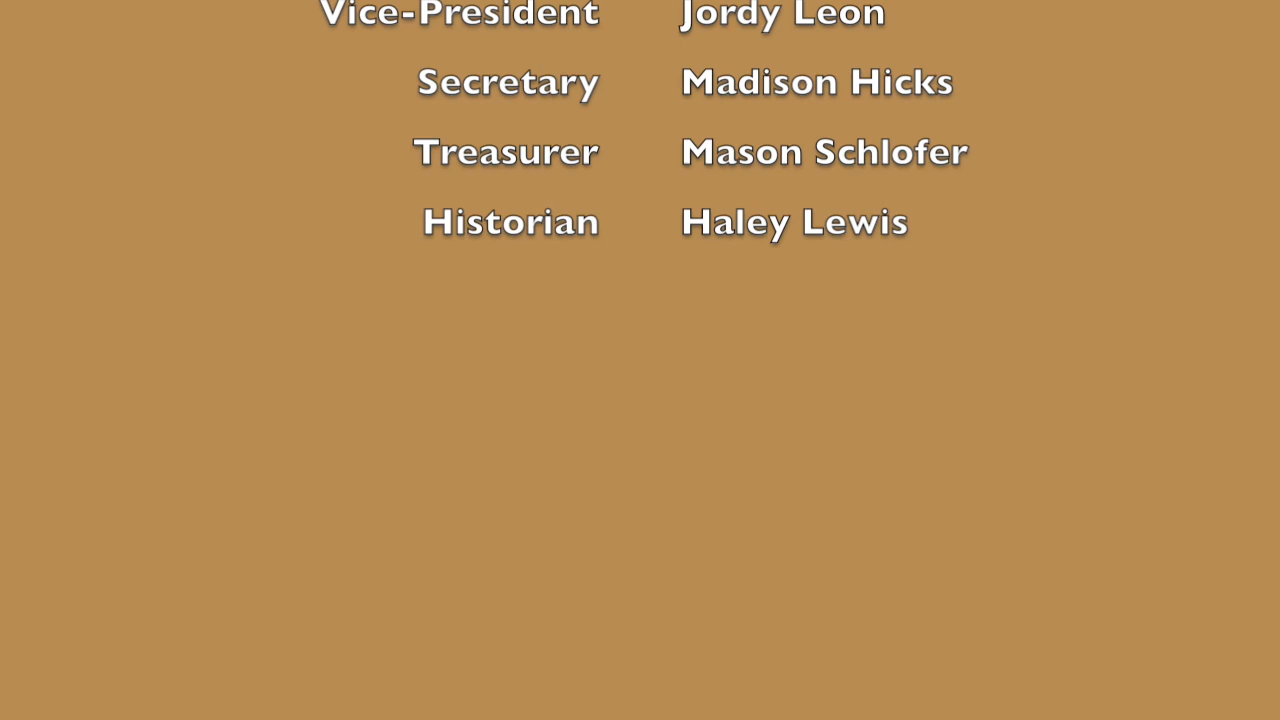 Vice-President Jordy Leon
Secretary Madison Hicks
Treasurer Mason Schlofer
Historian Haley Lewis